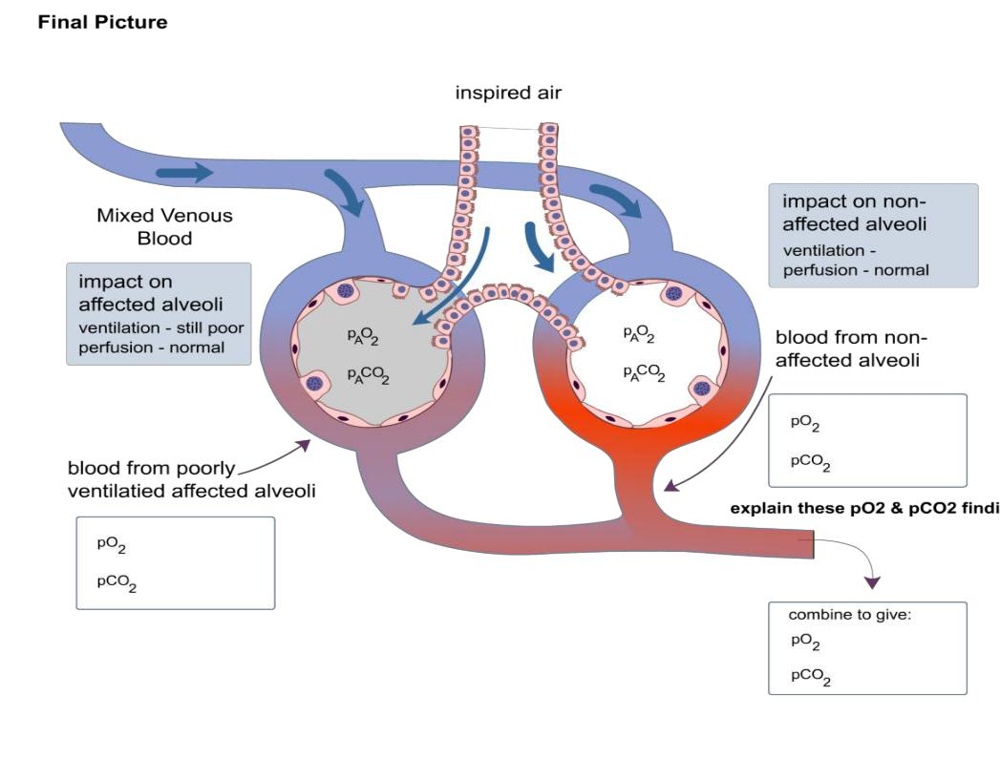 Final Picture
inspired air
Mixed Venous
Blood
impact on
affected alveoli
ventilation - still poor
perfusion - normal
impact on non-
affected alveoli
ventilation -
perfusion - normal
pAO2
pACO2
pAO2
pACO2
blood from non-
affected alveoli
pO2
pCO2
blood from poorly
ventilatied affected alveoli
pO2
pCO2
explain these pO2 & pCO2 findi
combine to give:
pO2
pCO2